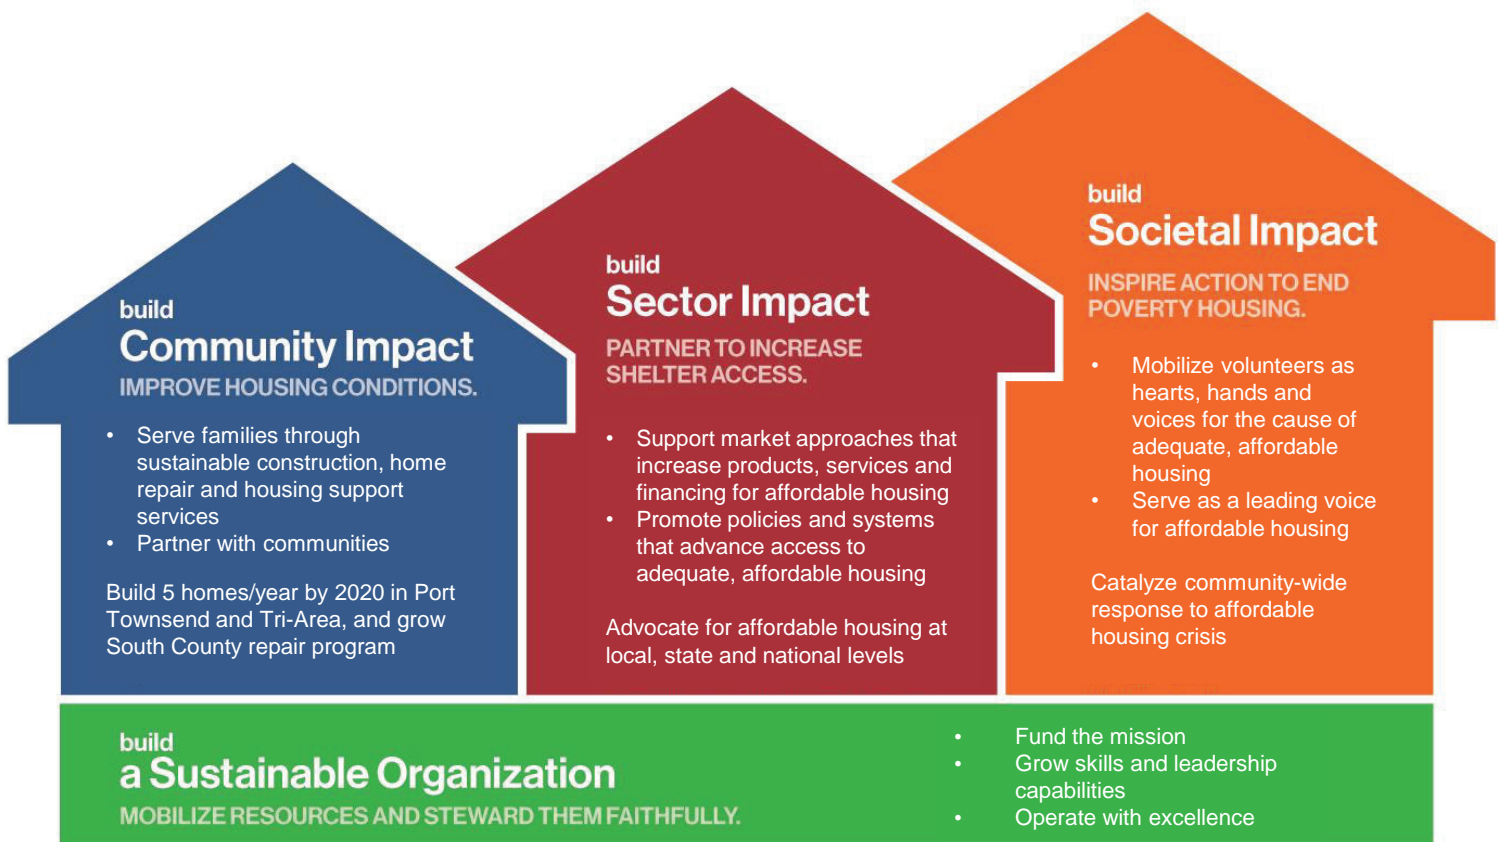 build
Community Impact
IMPROVE HOUSING CONDITIONS.
• Serve families through
sustainable construction, home
repair and housing support
services
• Partner with communities
Build 5 homes/year by 2020 in Port
Townsend and Tri-Area, and grow
South County repair program
build
Sector Impact
PARTNER TO INCREASE
SHELTER ACCESS.
• Support market approaches that
increase products, services and
financing for affordable housing
• Promote policies and systems
that advance access to
adequate, affordable housing
Advocate for affordable housing at
local, state and national levels
build
Societal Impact
INSPIRE ACTION TO END
POVERTY HOUSING.
• Mobilize volunteers as
hearts, hands and
voices for the cause of
adequate, affordable
housing
• Serve as a leading voice
for affordable housing
Catalyze community-wide
response to affordable
housing crisis
build
a Sustainable Organization
MOBILIZE RESOURCES AND STEWARD THEM FAITHFULLY.
• Fund the mission
• Grow skills and leadership
capabilities
• Operate with excellence